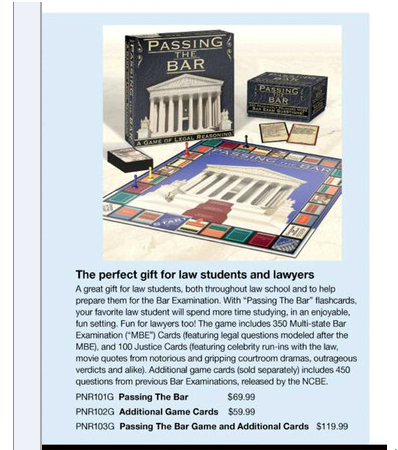 PASSING
THE
BAR
A GAME OF LEGAL REASONING
PASSING
THE
BAR
PASSING THE BAR
The perfect gift for law students and lawyers
A great gift for law students, both throughout law school and to help
prepare them for the Bar Examination. With “Passing The Bar” flashcards,
your favorite law student will spend more time studying, in an enjoyable,
fun setting. Fun for lawyers too! The game includes 350 Multi-state Bar
Examination (“MBE”) Cards (featuring legal questions modeled after the
MBE), and 100 Justice Cards (featuring celebrity run-ins with the law,
movie quotes from notorious and gripping courtroom dramas, outrageous
verdicts and alike). Additional game cards (sold separately) includes 450
questions from previous Bar Examinations, released by the NCBE.
PNR101G Passing The Bar $69.99
PNR102G Additional Game Cards $59.99
PNR103G Passing The Bar Game and Additional Cards $119.99